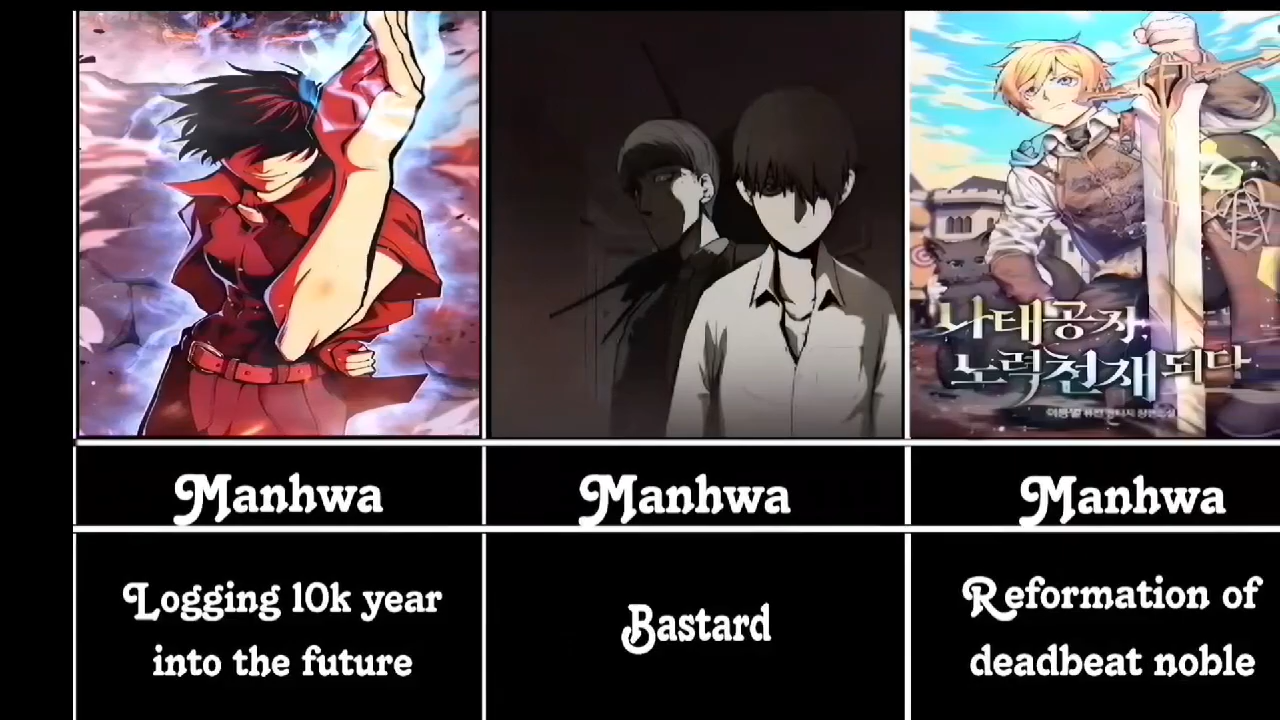 나태공자,
노력천재되다
Manhwa
Manhwa
Manhwa
Logging 10k year
into the future
Bastard
Reformation of
deadbeat noble